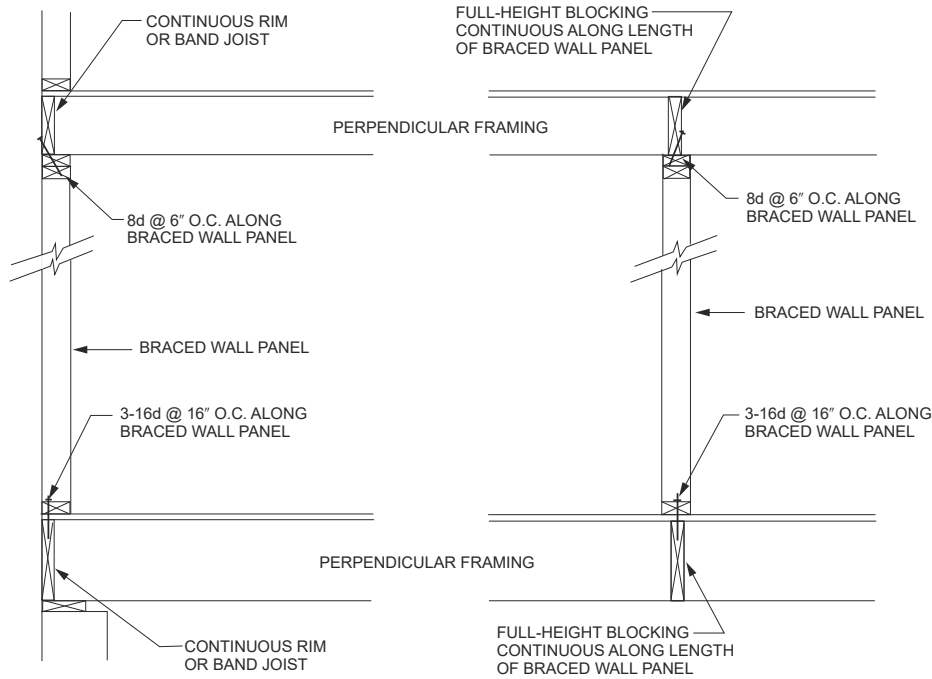 CONTINUOUS RIM
OR BAND JOIST
FULL-HEIGHT BLOCKING
CONTINUOUS ALONG LENGTH
OF BRACED WALL PANEL
PERPENDICULAR FRAMING
8d @ 6″ O.C. ALONG
BRACED WALL PANEL
8d @ 6″ O.C. ALONG
BRACED WALL PANEL
BRACED WALL PANEL
BRACED WALL PANEL
3-16d @ 16″ O.C. ALONG
BRACED WALL PANEL
3-16d @ 16″ O.C. ALONG
BRACED WALL PANEL
PERPENDICULAR FRAMING
CONTINUOUS RIM
OR BAND JOIST
FULL-HEIGHT BLOCKING
CONTINUOUS ALONG LENGTH
OF BRACED WALL PANEL